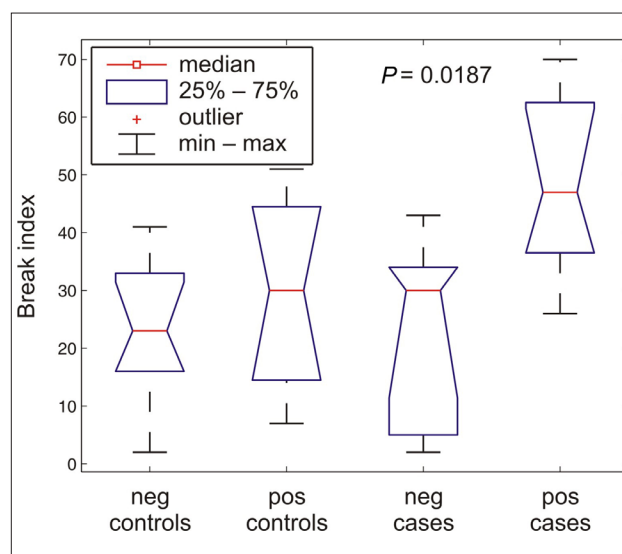 median
25% – 75%
outlier
min – max
P = 0.0187
Break index
70
60
50
40
30
20
10
0
neg controls
pos controls
neg cases
pos cases